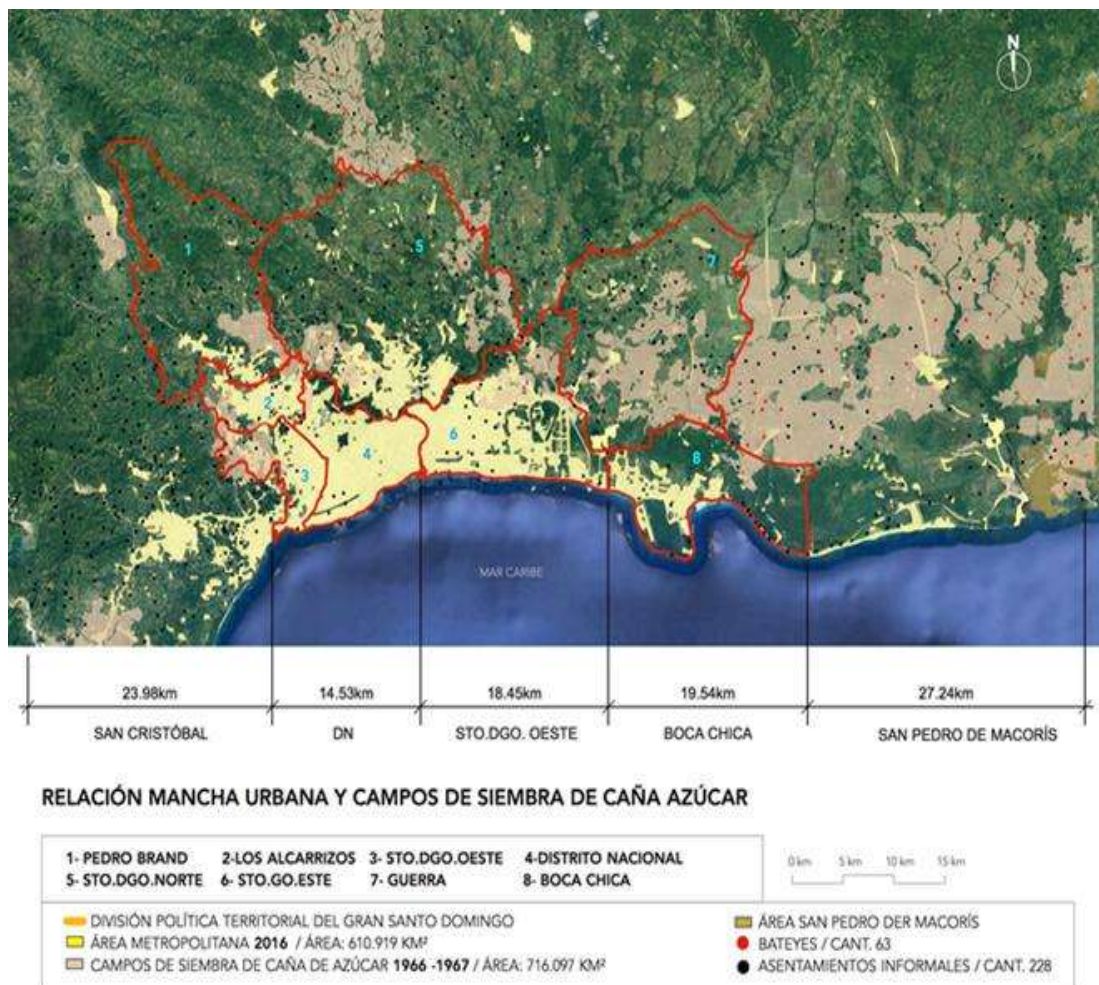 N
1
5
7
2
4
6
3
8
MAR CARIBE
23.98km 14.53km 18.45km 19.54km 27.24km
SAN CRISTÓBAL DN STO.DGO. OESTE BOCA CHICA SAN PEDRO DE MACORÍS
RELACIÓN MANCHA URBANA Y CAMPOS DE SIEMBRA DE CAÑA AZÚCAR
1- PEDRO BRAND 2-LOS ALCARRIZOS 3- STO.DGO.OESTE 4-DISTRITO NACIONAL
5- STO.DGO.NORTE 6- STO.GO.ESTE 7- GUERRA 8- BOCA CHICA
0 km 5 km 10 km 15 km
DIVISIÓN POLÍTICA TERRITORIAL DEL GRAN SANTO DOMINGO
ÁREA METROPOLITANA 2016 / ÁREA: 610.919 KM²
CAMPOS DE SIEMBRA DE CAÑA DE AZÚCAR 1966 -1967 / ÁREA: 716.097 KM²
ÁREA SAN PEDRO DER MACORÍS
BATEYES / CANT. 63
ASENTAMIENTOS INFORMALES / CANT. 228